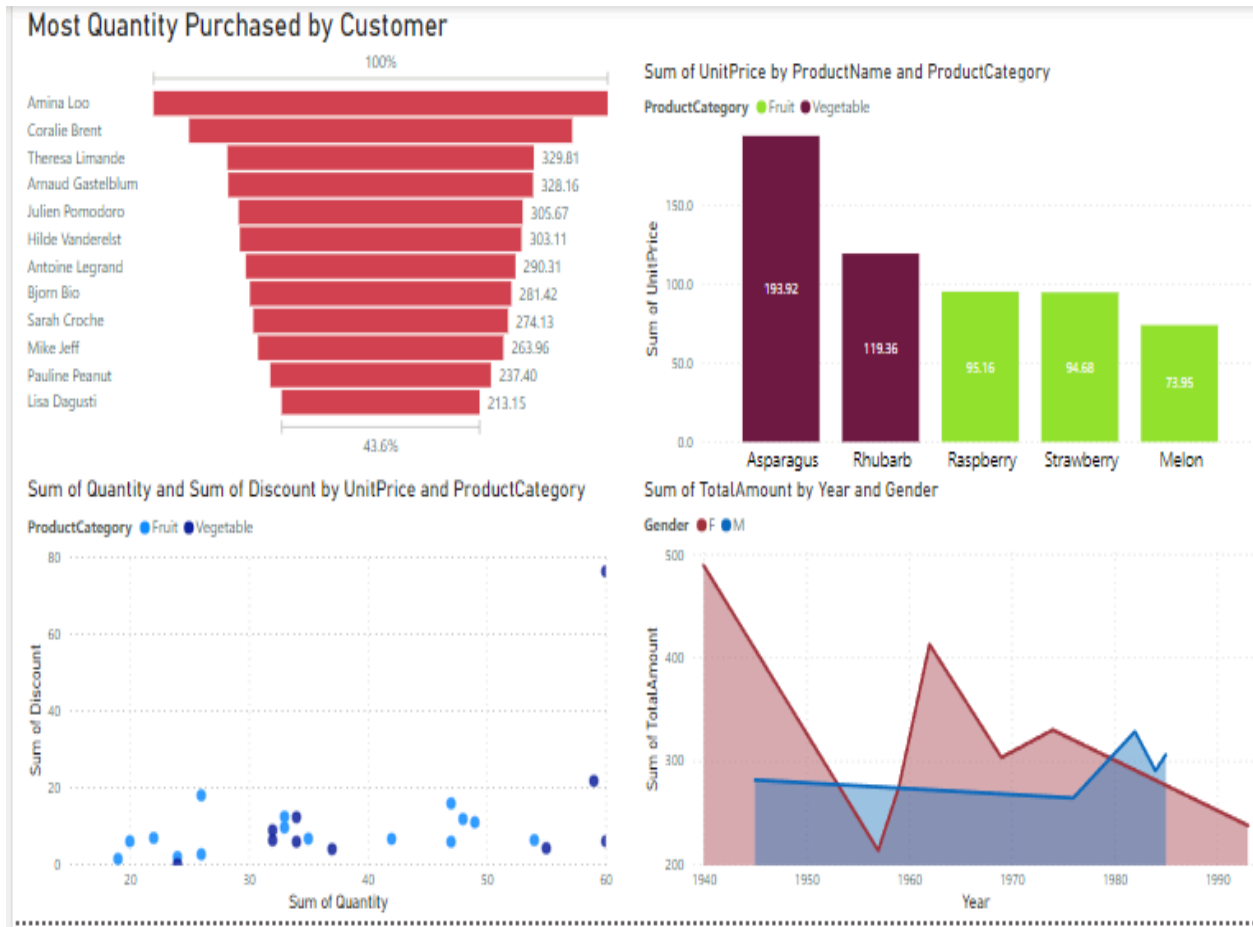 Most Quantity Purchased by Customer
100%
Amina Loo
Coralie Brent
Theresa Limande 329.81
Arnaud Gastelblum 328.16
Julien Pomodoro 305.67
Hilde Vanderelst 303.11
Antoine Legrand 290.31
Bjorn Bio 281.42
Sarah Croche 274.13
Mike Jeff 263.96
Pauline Peanut 237.40
Lisa Dagusti 213.15
43.6%
Sum of UnitPrice by ProductName and ProductCategory
ProductCategory Fruit Vegetable
Sum of UnitPrice
150.0
100.0
50.0
0.0
193.92
119.36
95.16
94.68
73.95
Asparagus Rhubarb Raspberry Strawberry Melon
Sum of Quantity and Sum of Discount by UnitPrice and ProductCategory
ProductCategory Fruit Vegetable
Sum of Discount
80
60
40
20
0
20 30 40 50 60
Sum of Quantity
Sum of TotalAmount by Year and Gender
Gender F M
Sum of TotalAmount
500
400
300
200
1940 1950 1960 1970 1980 1990
Year